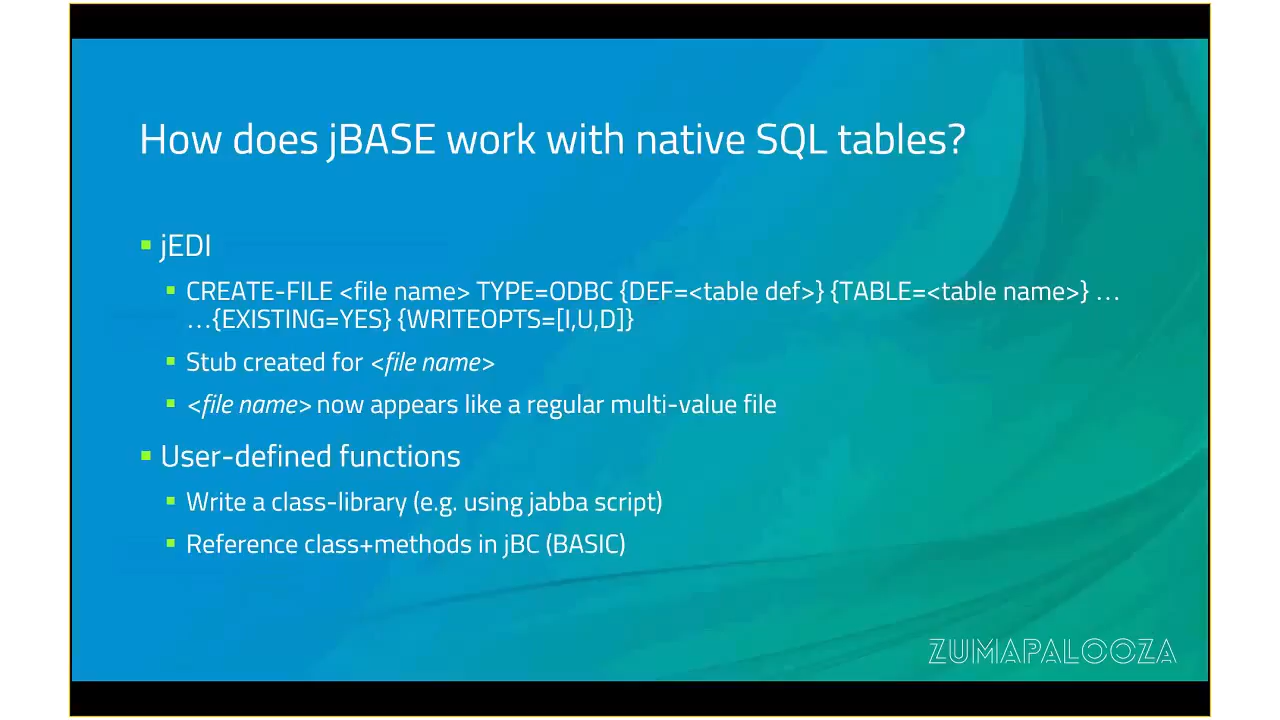 How does jBASE work with native SQL tables?
jEDI
CREATE-FILE <file name> TYPE=ODBC {DEF=<table def>} {TABLE=<table name>} …
…{EXISTING=YES} {WRITEOPTS=[I,U,D]}
Stub created for <file name>
<file name> now appears like a regular multi-value file
User-defined functions
Write a class-library (e.g. using jabba script)
Reference class+methods in jBC (BASIC)
ZUMAPALOOZA